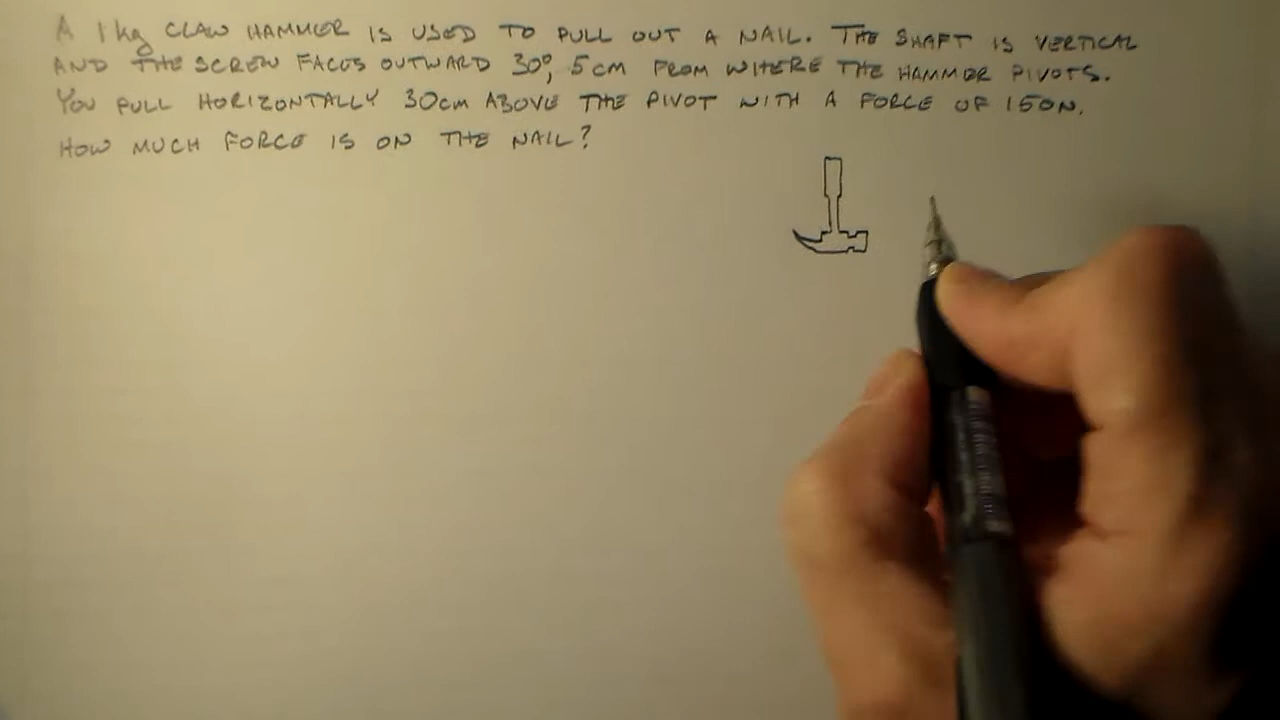 A 1kg CLAW HAMMER IS USED TO PULL OUT A NAIL. THE SHAFT IS VERTICAL
AND THE SCREW FACES OUTWARD 30°, 5cm FROM WHERE THE HAMMER PIVOTS.
YOU PULL HORIZONTALLY 30cm ABOVE THE PIVOT WITH A FORCE OF 150N.
HOW MUCH FORCE IS ON THE NAIL?